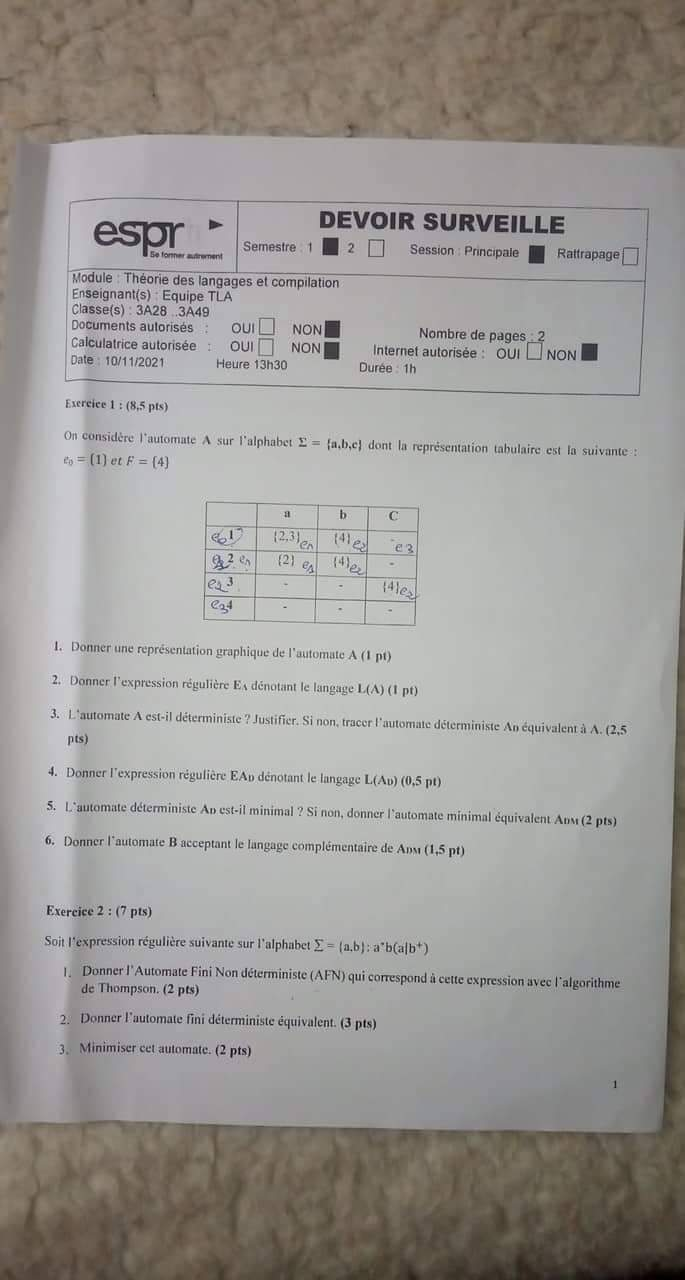 espr
Se former autrement
DEVOIR SURVEILLE
Semestre : 1 2 Session : Principale Rattrapage
Module : Théorie des langages et compilation
Enseignant(s) : Equipe TLA
Classe(s) : 3A28 ..3A49
Documents autorisés : OUI NON Nombre de pages : 2
Calculatrice autorisée : OUI NON Internet autorisée : OUI NON
Date : 10/11/2021 Heure 13h30 Durée : 1h
Exercice 1 : (8,5 pts)
On considère l'automate A sur l'alphabet Σ = {a,b,c} dont la représentation tabulaire est la suivante :
e₀ = {1} et F = {4}
a b C
e0 1 {2,3} e1 {4} e2 - e3
2 e1 {2} {4} e2 -
3 - - {4} e2
e3 4 - - -
1. Donner une représentation graphique de l'automate A (1 pt)
2. Donner l'expression régulière EA dénotant le langage L(A) (1 pt)
3. L'automate A est-il déterministe ? Justifier. Si non, tracer l'automate déterministe AD équivalent à A. (2,5
pts)
4. Donner l'expression régulière EAD dénotant le langage L(AD) (0,5 pt)
5. L'automate déterministe AD est-il minimal ? Si non, donner l'automate minimal équivalent ADM (2 pts)
6. Donner l'automate B acceptant le langage complémentaire de ADM (1,5 pt)
Exercice 2 : (7 pts)
Soit l'expression régulière suivante sur l'alphabet Σ = {a,b}: a*b(a|b⁺)
1. Donner l'Automate Fini Non déterministe (AFN) qui correspond à cette expression avec l'algorithme
de Thompson. (2 pts)
2. Donner l'automate fini déterministe équivalent. (3 pts)
3. Minimiser cet automate. (2 pts)
1